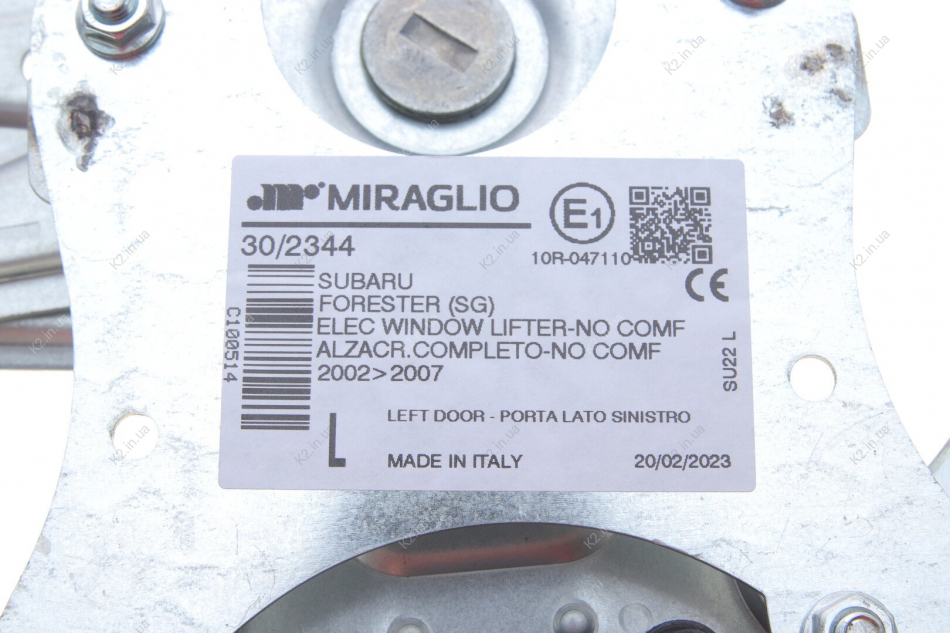 MIRAGLIO
E1
10R-047110
30/2344
C100514
SUBARU
FORESTER (SG)
ELEC WINDOW LIFTER-NO COMF
ALZACR.COMPLETO-NO COMF
2002>2007
CE
SU22 L
L
LEFT DOOR - PORTA LATO SINISTRO
MADE IN ITALY
20/02/2023
K2.in.ua